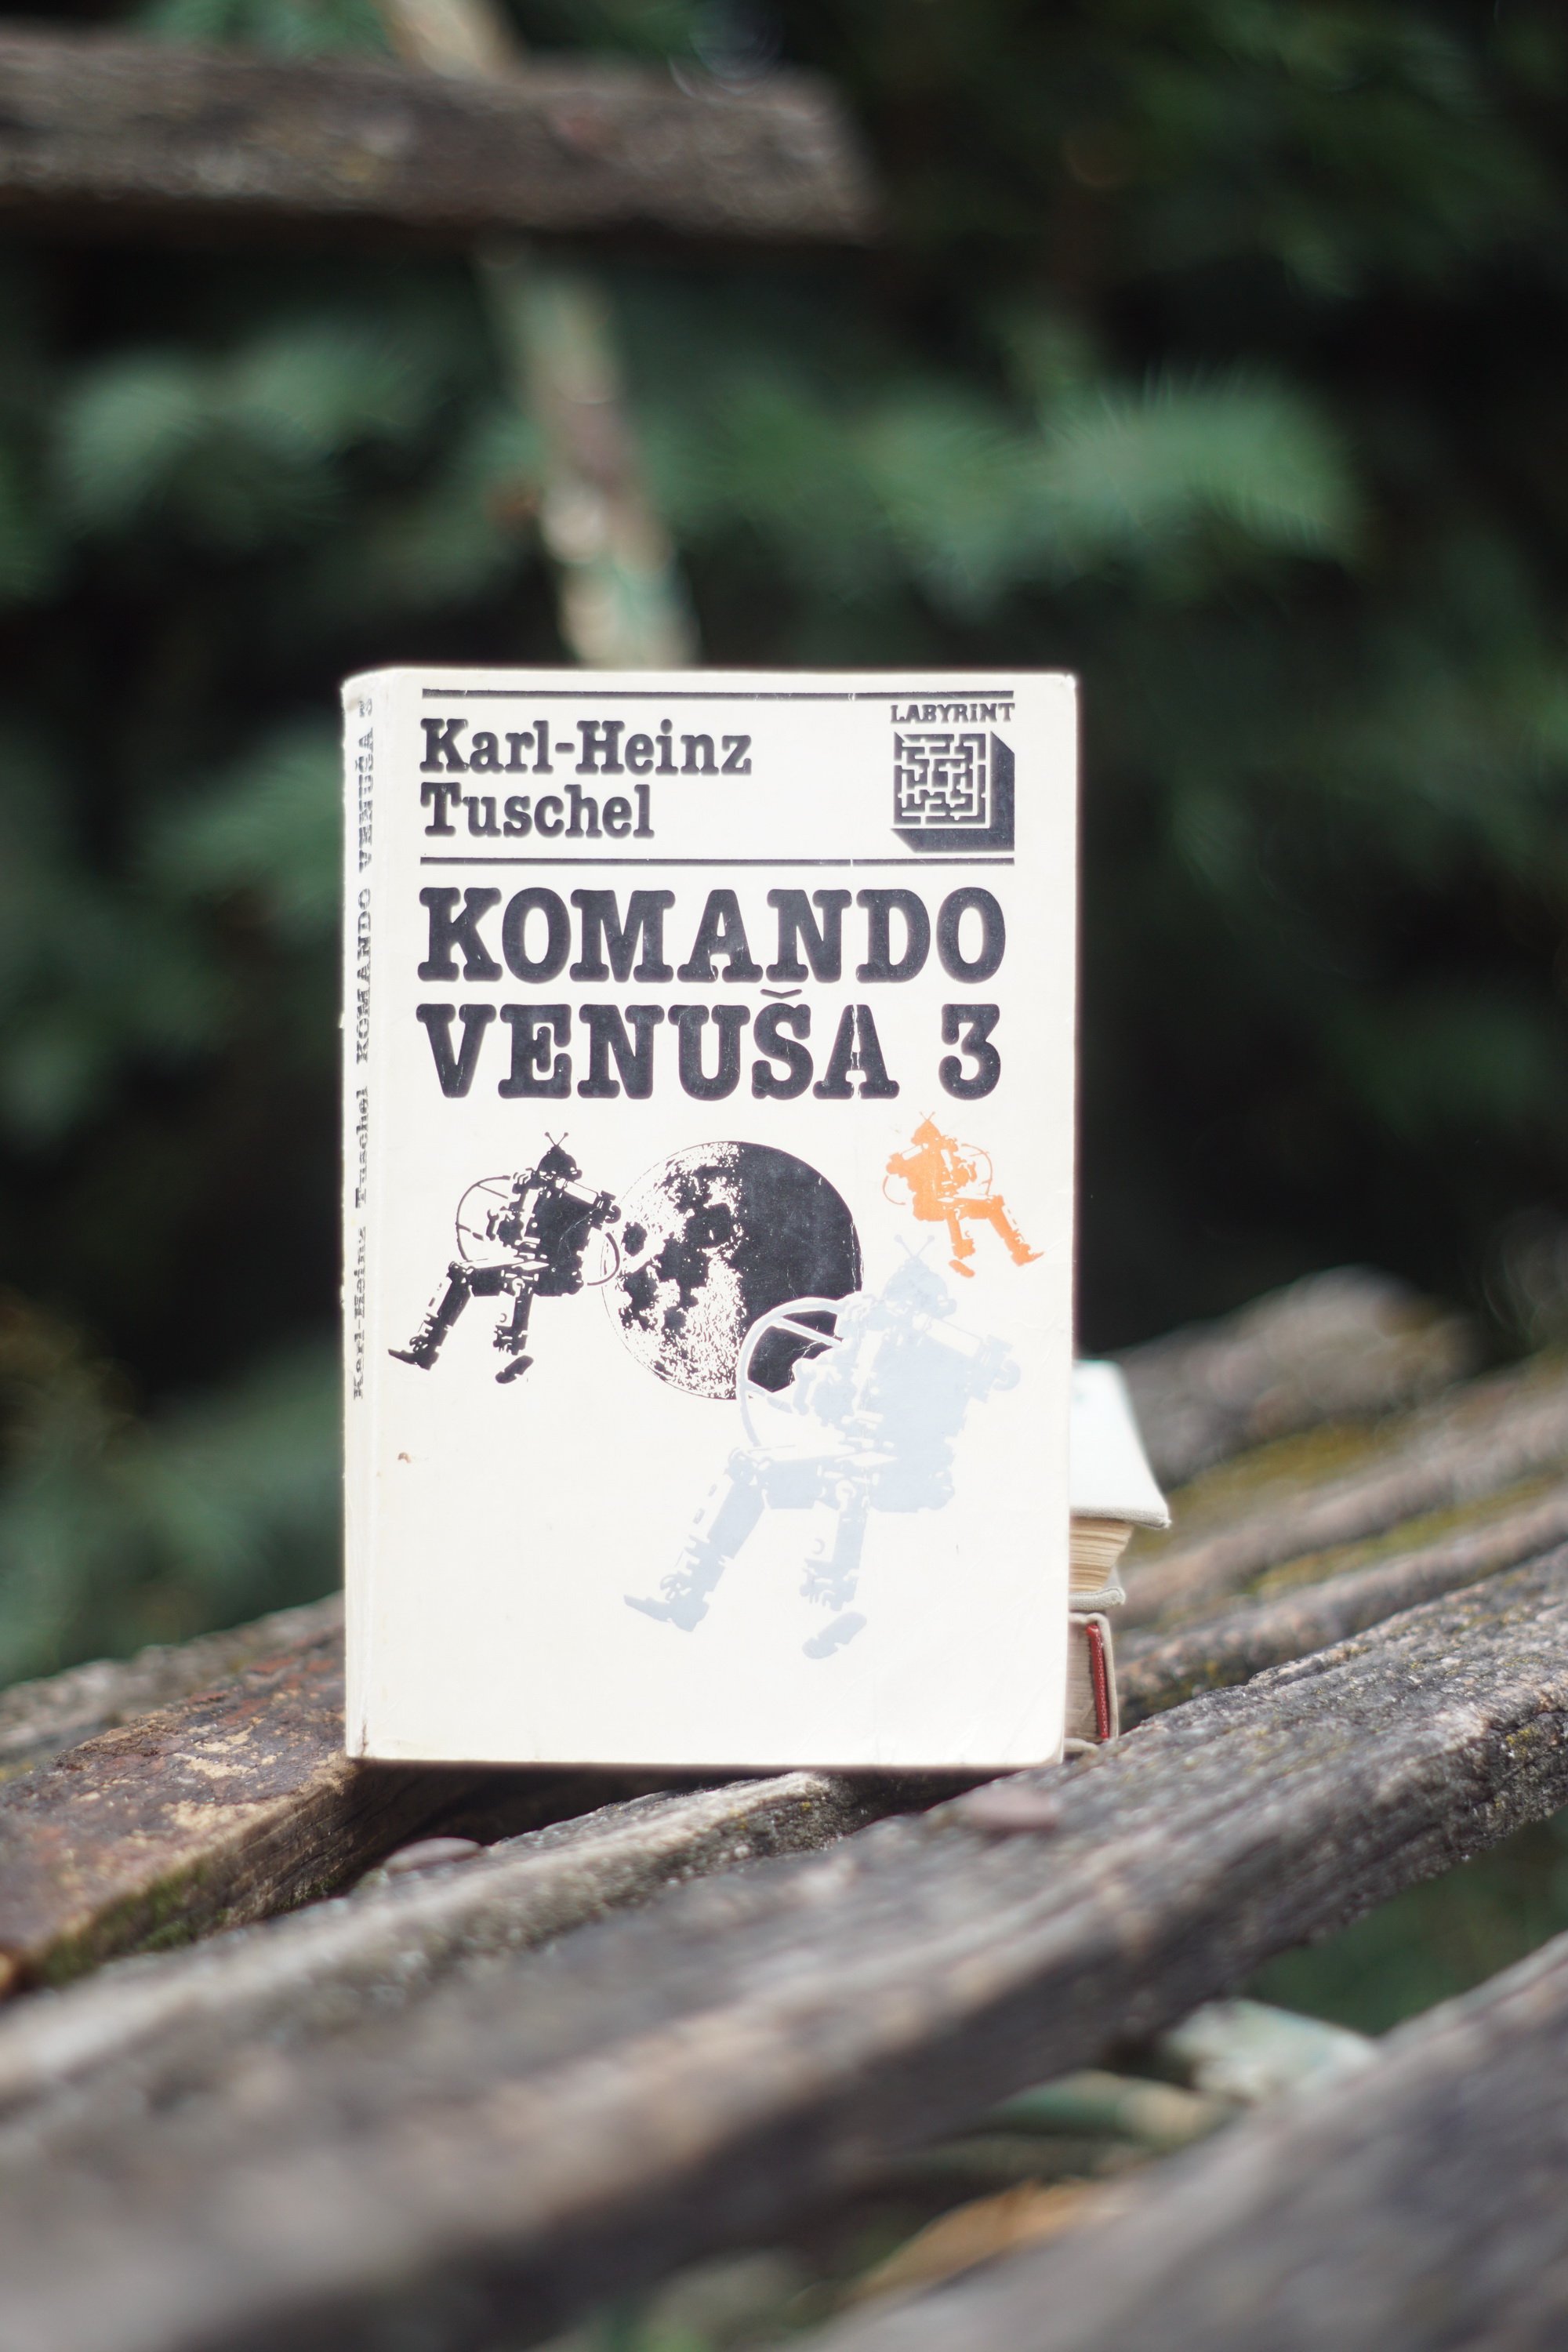 LABYRINT
Karl-Heinz
Tuschel
KOMANDO
VENUŠA 3
Karl-Heinz Tuschel KOMANDO VENUŠA 3